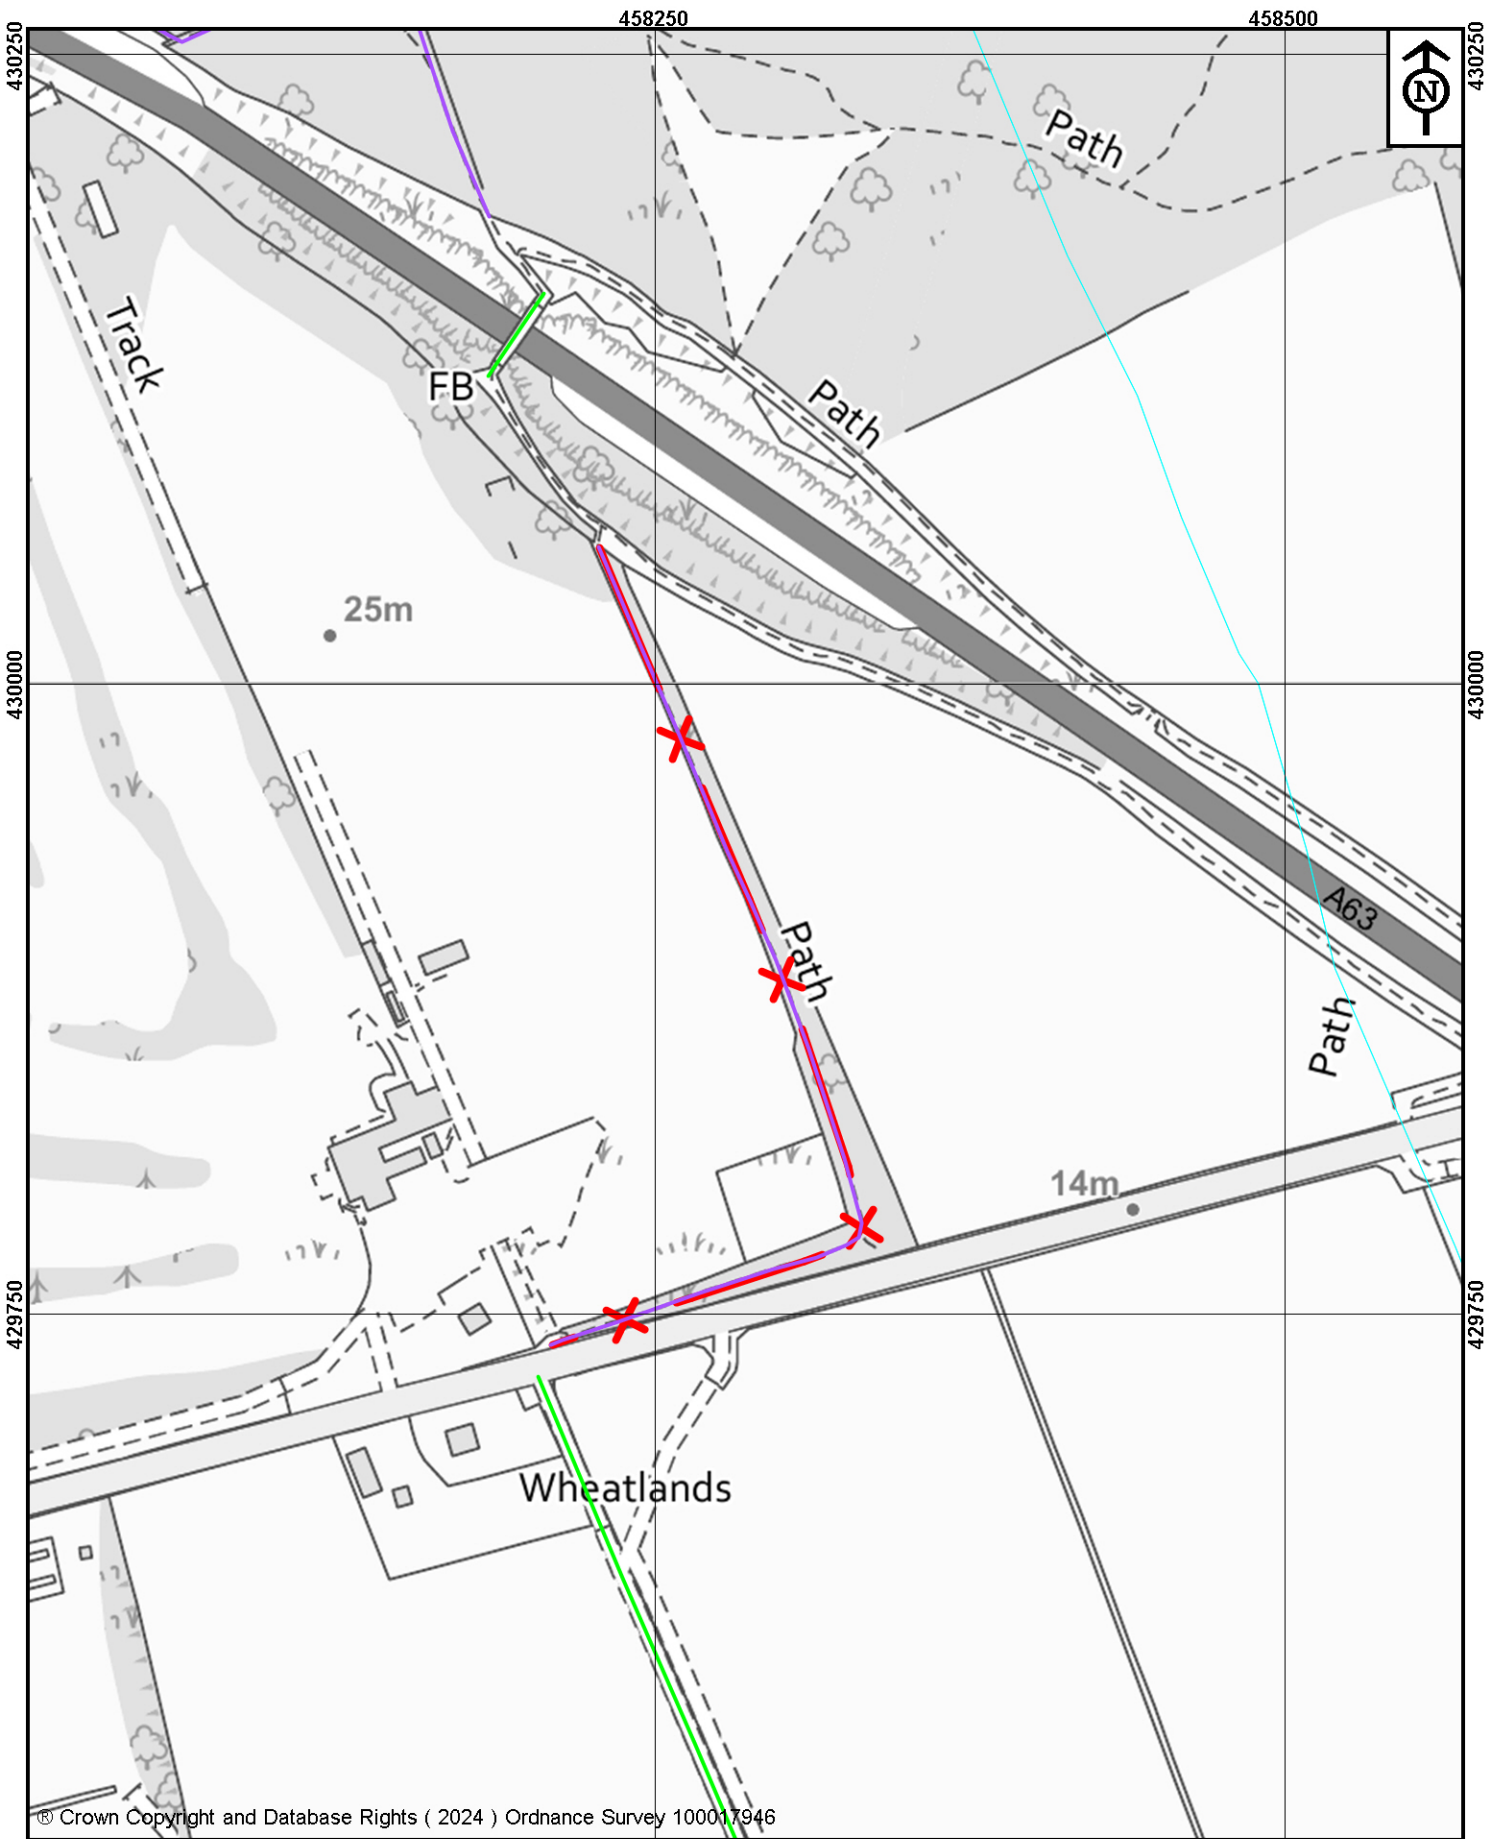 458250
458500
430250
430250
N
Path
Track
FB
Path
25m
430000
430000
A63
Path
Path
14m
429750
429750
Wheatlands
® Crown Copyright and Database Rights ( 2024 ) Ordnance Survey 100017946